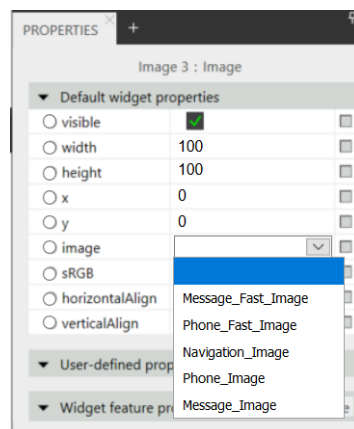 PROPERTIES
Image 3 : Image
Default widget properties
visible
width 100
height 100
x 0
y 0
image
sRGB
horizontalAlign Message_Fast_Image
verticalAlign Phone_Fast_Image
Navigation_Image
User-defined prop
Phone_Image
Widget feature pr Message_Image